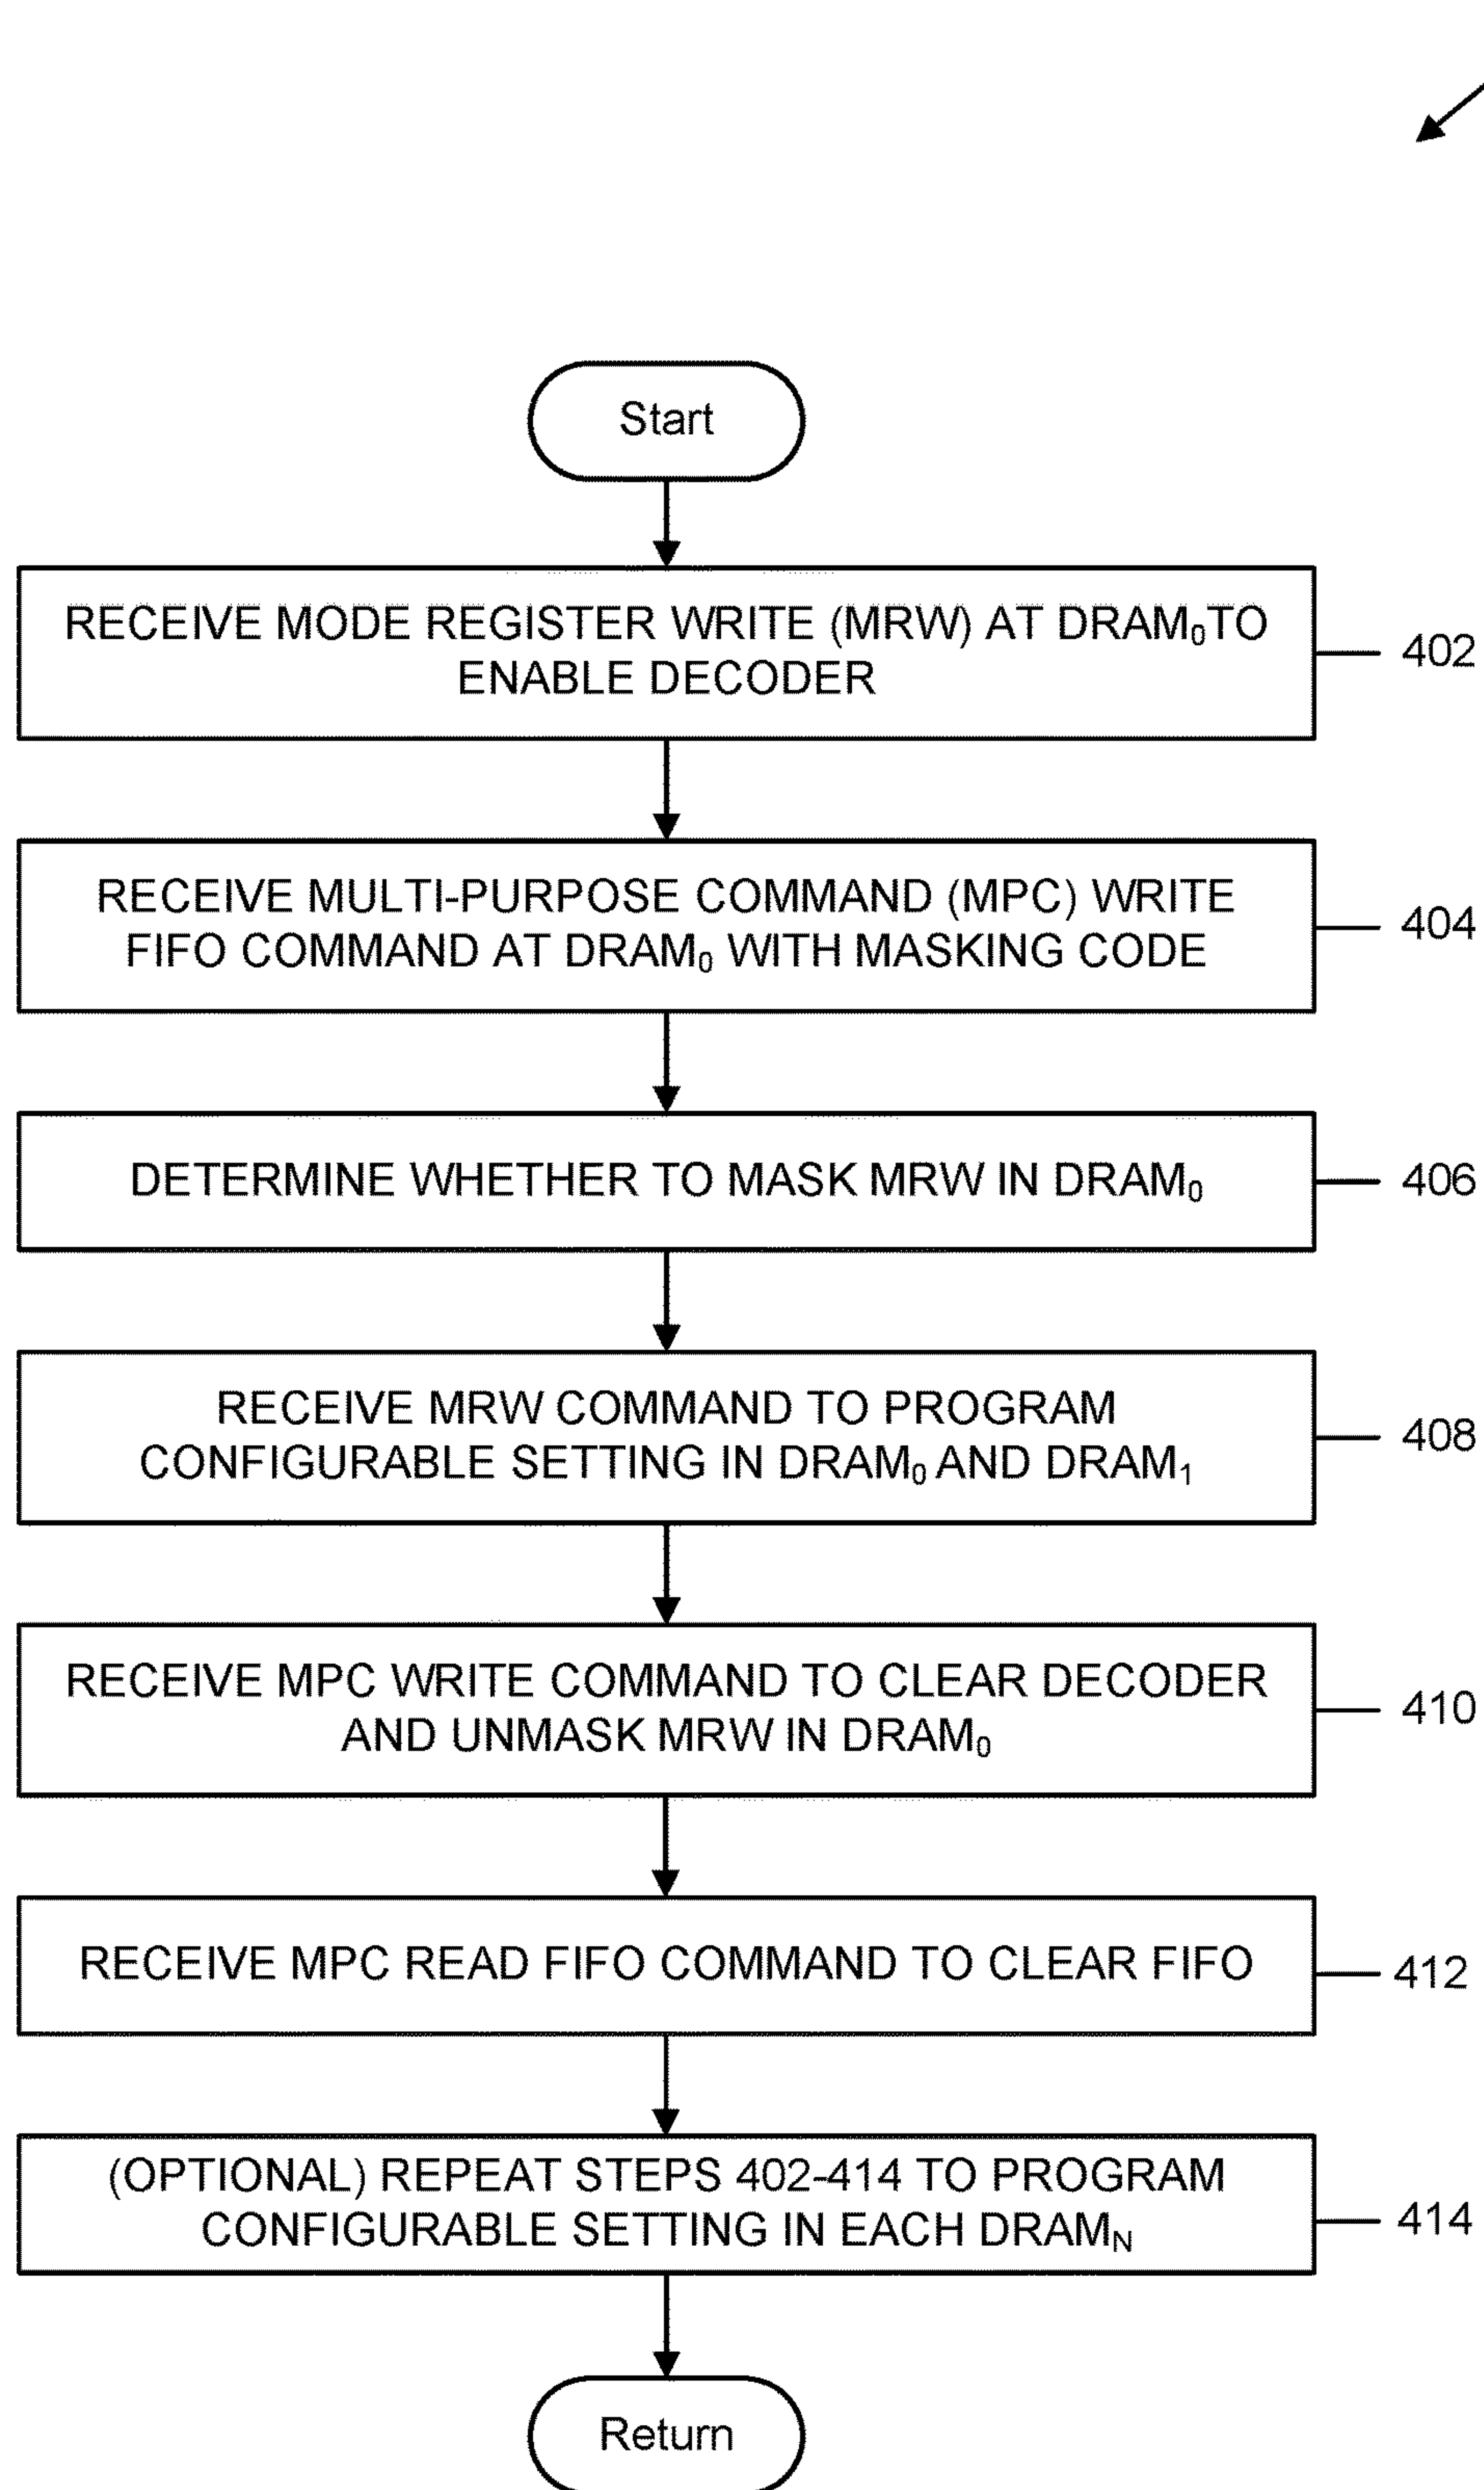 Start
RECEIVE MODE REGISTER WRITE (MRW) AT DRAM₀TO
ENABLE DECODER
402
RECEIVE MULTI-PURPOSE COMMAND (MPC) WRITE
FIFO COMMAND AT DRAM₀ WITH MASKING CODE
404
DETERMINE WHETHER TO MASK MRW IN DRAM₀
406
RECEIVE MRW COMMAND TO PROGRAM
CONFIGURABLE SETTING IN DRAM₀ AND DRAM₁
408
RECEIVE MPC WRITE COMMAND TO CLEAR DECODER
AND UNMASK MRW IN DRAM₀
410
RECEIVE MPC READ FIFO COMMAND TO CLEAR FIFO
412
(OPTIONAL) REPEAT STEPS 402-414 TO PROGRAM
CONFIGURABLE SETTING IN EACH DRAM_N
414
Return